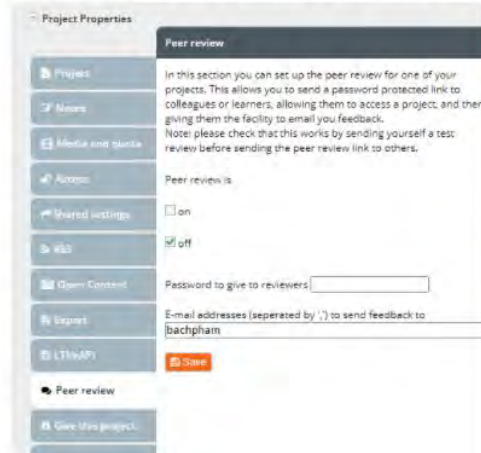 Project Properties
Peer review
Project
In this section you can set up the peer review for one of your
projects. This allows you to send a password protected link to
News
colleagues or learners, allowing them to access a project, and then
giving them the facility to email you feedback.
Media and quota
Note: please check that this works by sending yourself a test
review before sending the peer review link to others.
Access
Peer review is
Shared settings
on
RSS
off
Open Content
Password to give to reviewers
Export
E-mail addresses (seperated by ',') to send feedback to
bachpham
Save
Peer review
Give this project